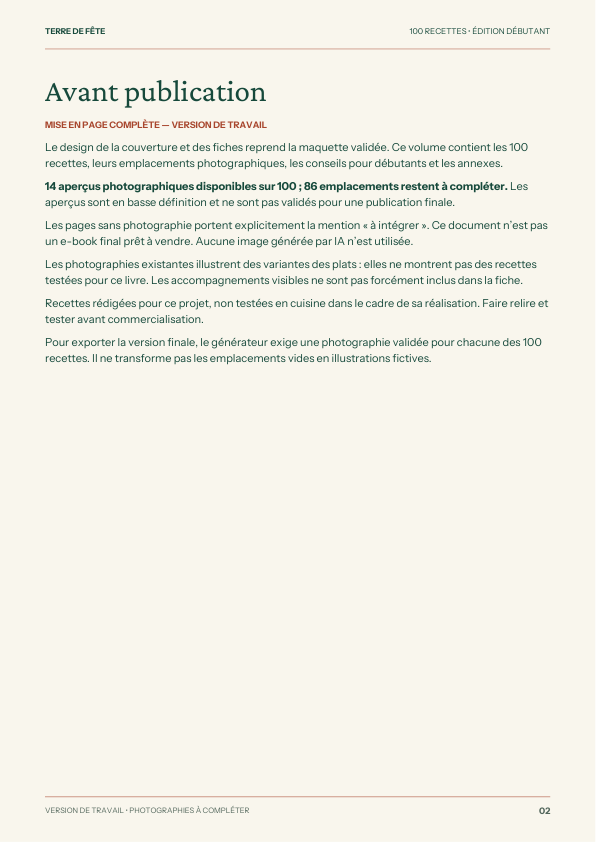 TERRE DE FÊTE
100 RECETTES • ÉDITION DÉBUTANT
Avant publication
MISE EN PAGE COMPLÈTE — VERSION DE TRAVAIL
Le design de la couverture et des fiches reprend la maquette validée. Ce volume contient les 100
recettes, leurs emplacements photographiques, les conseils pour débutants et les annexes.
14 aperçus photographiques disponibles sur 100 ; 86 emplacements restent à compléter. Les
aperçus sont en basse définition et ne sont pas validés pour une publication finale.
Les pages sans photographie portent explicitement la mention « à intégrer ». Ce document n’est pas
un e-book final prêt à vendre. Aucune image générée par IA n’est utilisée.
Les photographies existantes illustrent des variantes des plats : elles ne montrent pas des recettes
testées pour ce livre. Les accompagnements visibles ne sont pas forcément inclus dans la fiche.
Recettes rédigées pour ce projet, non testées en cuisine dans le cadre de sa réalisation. Faire relire et
tester avant commercialisation.
Pour exporter la version finale, le générateur exige une photographie validée pour chacune des 100
recettes. Il ne transforme pas les emplacements vides en illustrations fictives.
VERSION DE TRAVAIL • PHOTOGRAPHIES À COMPLÉTER
02